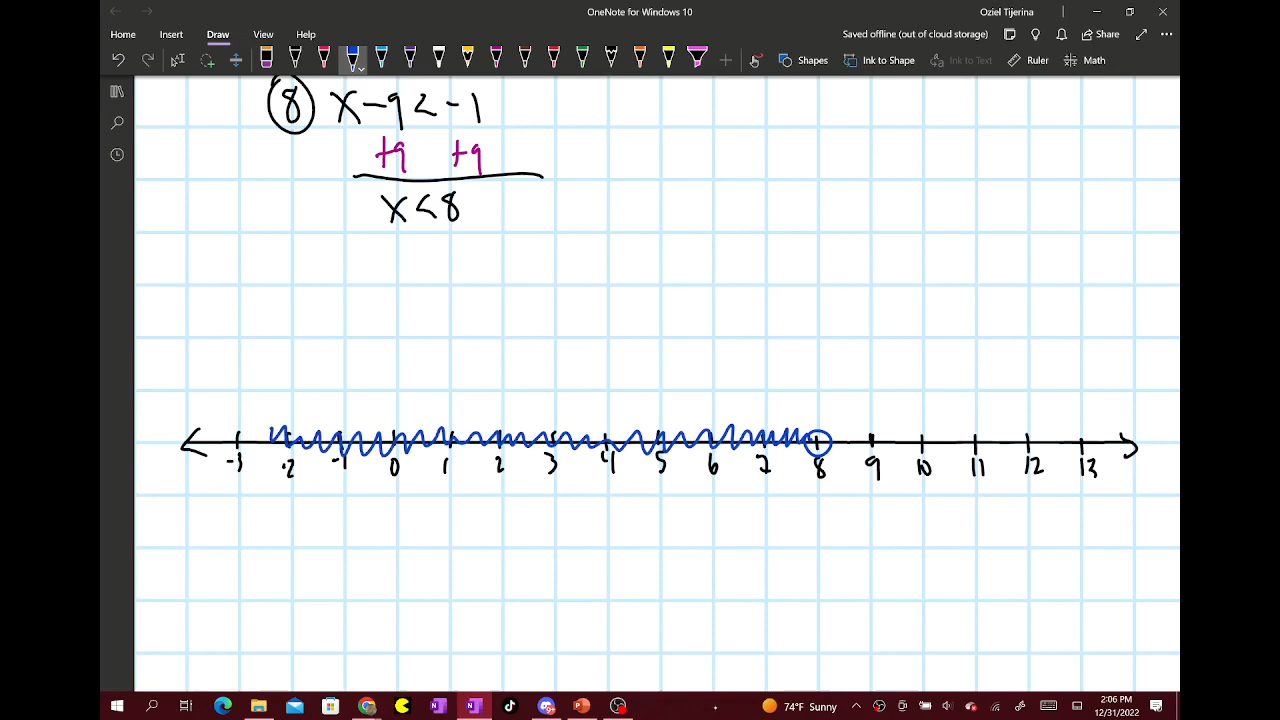 OneNote for Windows 10
Oziel Tijerina
Home Insert Draw View Help
Saved offline (out of cloud storage)
Share
Shapes
Ink to Shape
Ink to Text
Ruler
Math
8 x-9<-1
+9 +9
x<8
-3 -2 -1 0 1 2 3 4 5 6 7 8 9 10 11 12 13
74°F Sunny
2:06 PM
12/31/2022